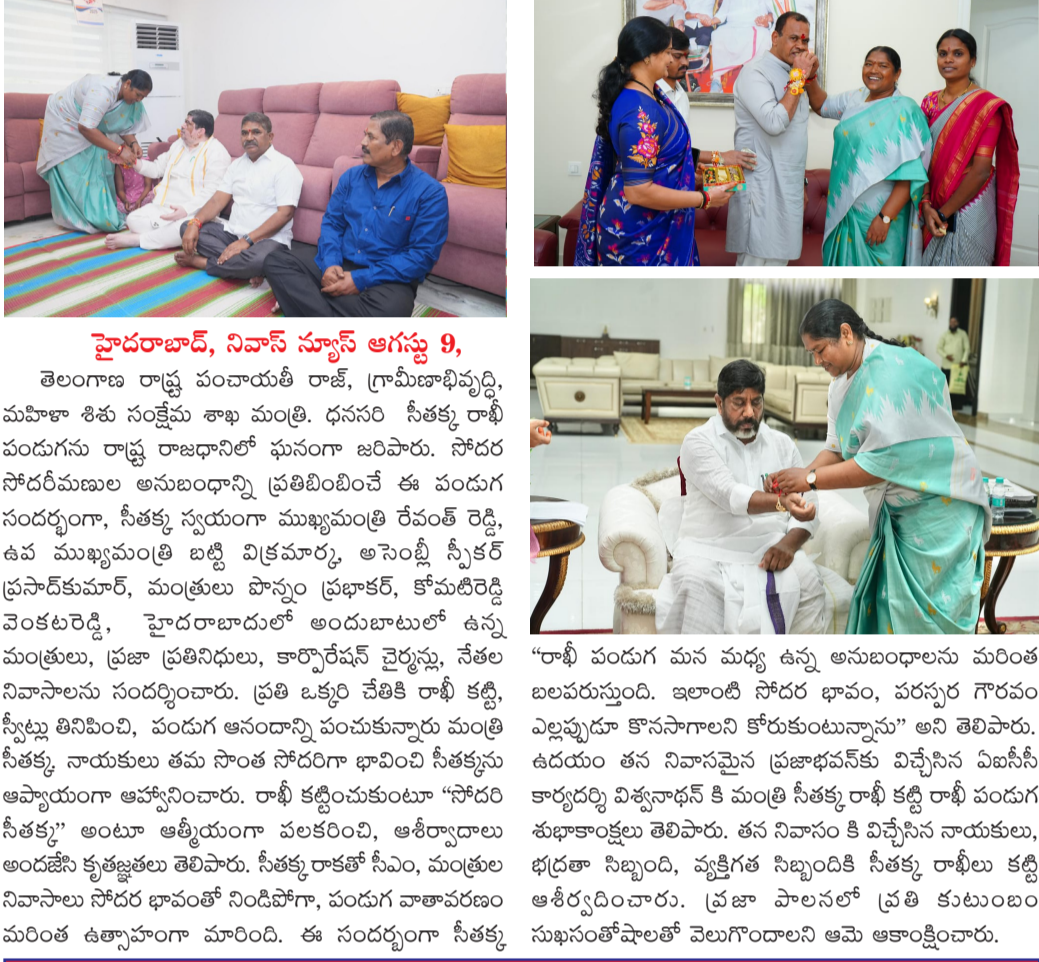 హైదరాబాద్, నివాస్ న్యూస్ ఆగస్టు 9,
తెలంగాణ రాష్ట్ర పంచాయతీ రాజ్, గ్రామీణాభివృద్ధి,
మహిళా శిశు సంక్షేమ శాఖ మంత్రి. ధనసరి సీతక్క రాఖీ
పండుగను రాష్ట్ర రాజధానిలో ఘనంగా జరిపారు. సోదర
సోదరీమణుల అనుబంధాన్ని ప్రతిబింబించే ఈ పండుగ
సందర్భంగా, సీతక్క స్వయంగా ముఖ్యమంత్రి రేవంత్ రెడ్డి,
ఉప ముఖ్యమంత్రి బట్టి విక్రమార్క, అసెంబ్లీ స్పీకర్
ప్రసాద్‌కుమార్, మంత్రులు పొన్నం ప్రభాకర్, కోమటిరెడ్డి
వెంకటరెడ్డి, హైదరాబాదులో అందుబాటులో ఉన్న
మంత్రులు, ప్రజా ప్రతినిధులు, కార్పొరేషన్ చైర్మన్లు, నేతల
నివాసాలను సందర్శించారు. ప్రతి ఒక్కరి చేతికి రాఖీ కట్టి,
స్వీట్లు తినిపించి, పండుగ ఆనందాన్ని పంచుకున్నారు మంత్రి
సీతక్క. నాయకులు తమ సొంత సోదరిగా భావించి సీతక్కను
ఆప్యాయంగా ఆహ్వానించారు. రాఖీ కట్టించుకుంటూ “సోదరి
సీతక్క” అంటూ ఆత్మీయంగా పలకరించి, ఆశీర్వాదాలు
అందజేసి కృతజ్ఞతలు తెలిపారు. సీతక్క రాకతో సీఎం, మంత్రుల
నివాసాలు సోదర భావంతో నిండిపోగా, పండుగ వాతావరణం
మరింత ఉత్సాహంగా మారింది. ఈ సందర్బంగా సీతక్క
“రాఖీ పండుగ మన మధ్య ఉన్న అనుబంధాలను మరింత
బలపరుస్తుంది. ఇలాంటి సోదర భావం, పరస్పర గౌరవం
ఎల్లప్పుడూ కొనసాగాలని కోరుకుంటున్నాను” అని తెలిపారు.
ఉదయం తన నివాసమైన ప్రజాభవన్‌కు విచ్చేసిన ఏఐసీసీ
కార్యదర్శి విశ్వనాథన్ కి మంత్రి సీతక్క రాఖీ కట్టి రాఖీ పండుగ
శుభాకాంక్షలు తెలిపారు. తన నివాసం కి విచ్చేసిన నాయకులు,
భద్రతా సిబ్బంది, వ్యక్తిగత సిబ్బందికి సీతక్క రాఖీలు కట్టి
ఆశీర్వదించారు. ప్రజా పాలనలో ప్రతి కుటుంబం
సుఖసంతోషాలతో వెలుగొందాలని ఆమె ఆకాంక్షించారు.